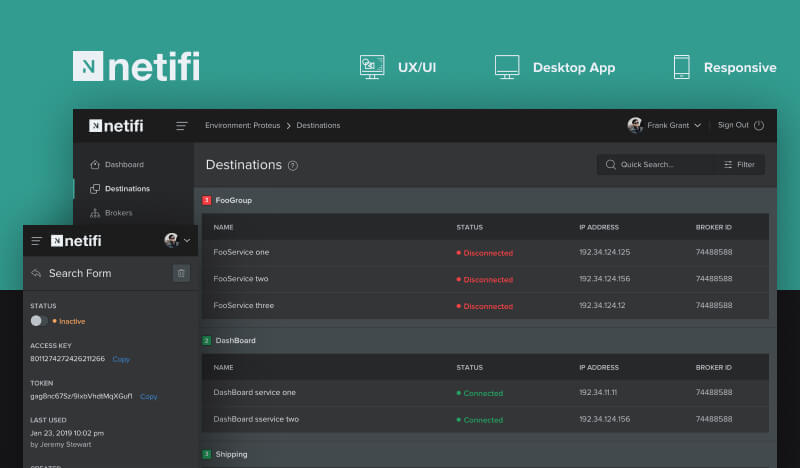 netifi
UX/UI
Desktop App
Responsive
netifi
Environment: Proteus > Destinations
Frank Grant
Sign Out
Dashboard
Destinations
Brokers
Destinations ?
Quick Search...
Filter
3 FooGroup
NAME STATUS IP ADDRESS BROKER ID
FooService one Disconnected 192.34.124.125 74488588
FooService two Disconnected 192.34.124.156 74488588
FooService three Disconnected 192.34.124.12 74488588
2 DashBoard
NAME STATUS IP ADDRESS BROKER ID
DashBoard service one Connected 192.34.11.11 74488588
DashBoard sservice two Connected 192.34.124.156 74488588
3 Shipping
netifi
Search Form
STATUS
Inactive
ACCESS KEY
8011274272426211266 Copy
TOKEN
gag8nc67Sz/9IxbVhdtMqXGuf1 Copy
LAST USED
Jan 23, 2019 10:02 pm
by Jeremy Stewart
CREATED